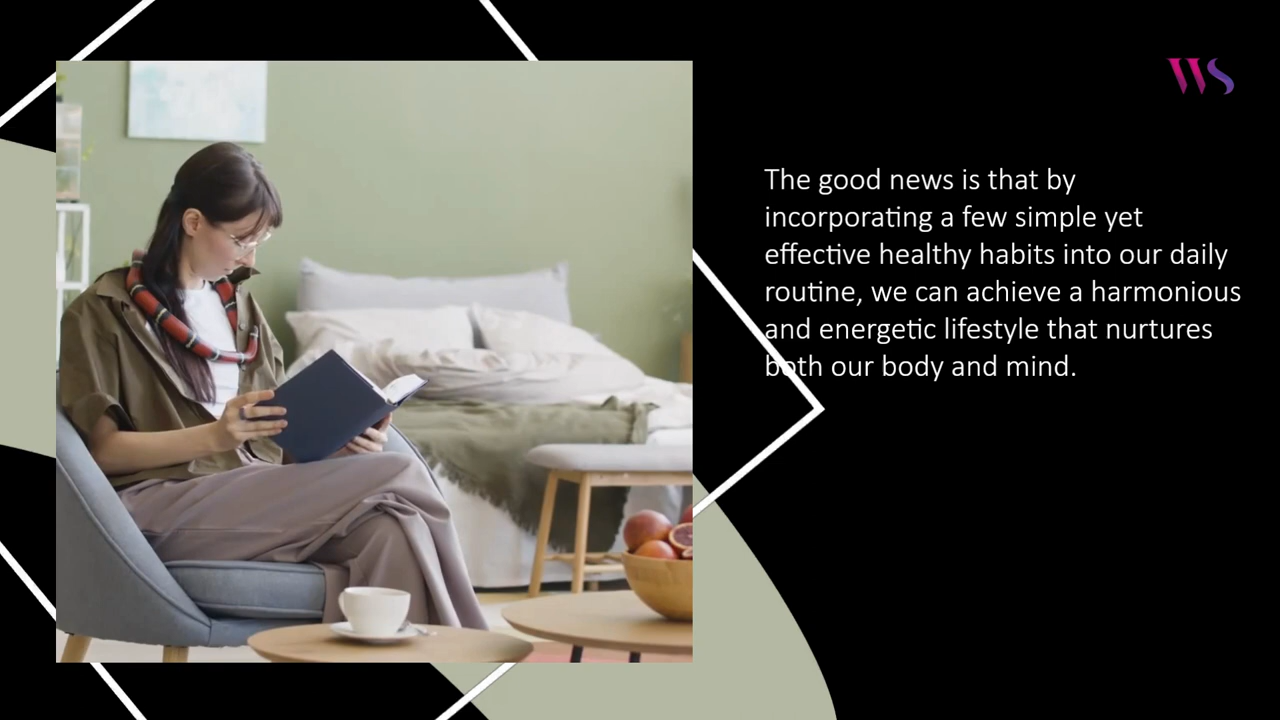 WS
The good news is that by
incorporating a few simple yet
effective healthy habits into our daily
routine, we can achieve a harmonious
and energetic lifestyle that nurtures
both our body and mind.